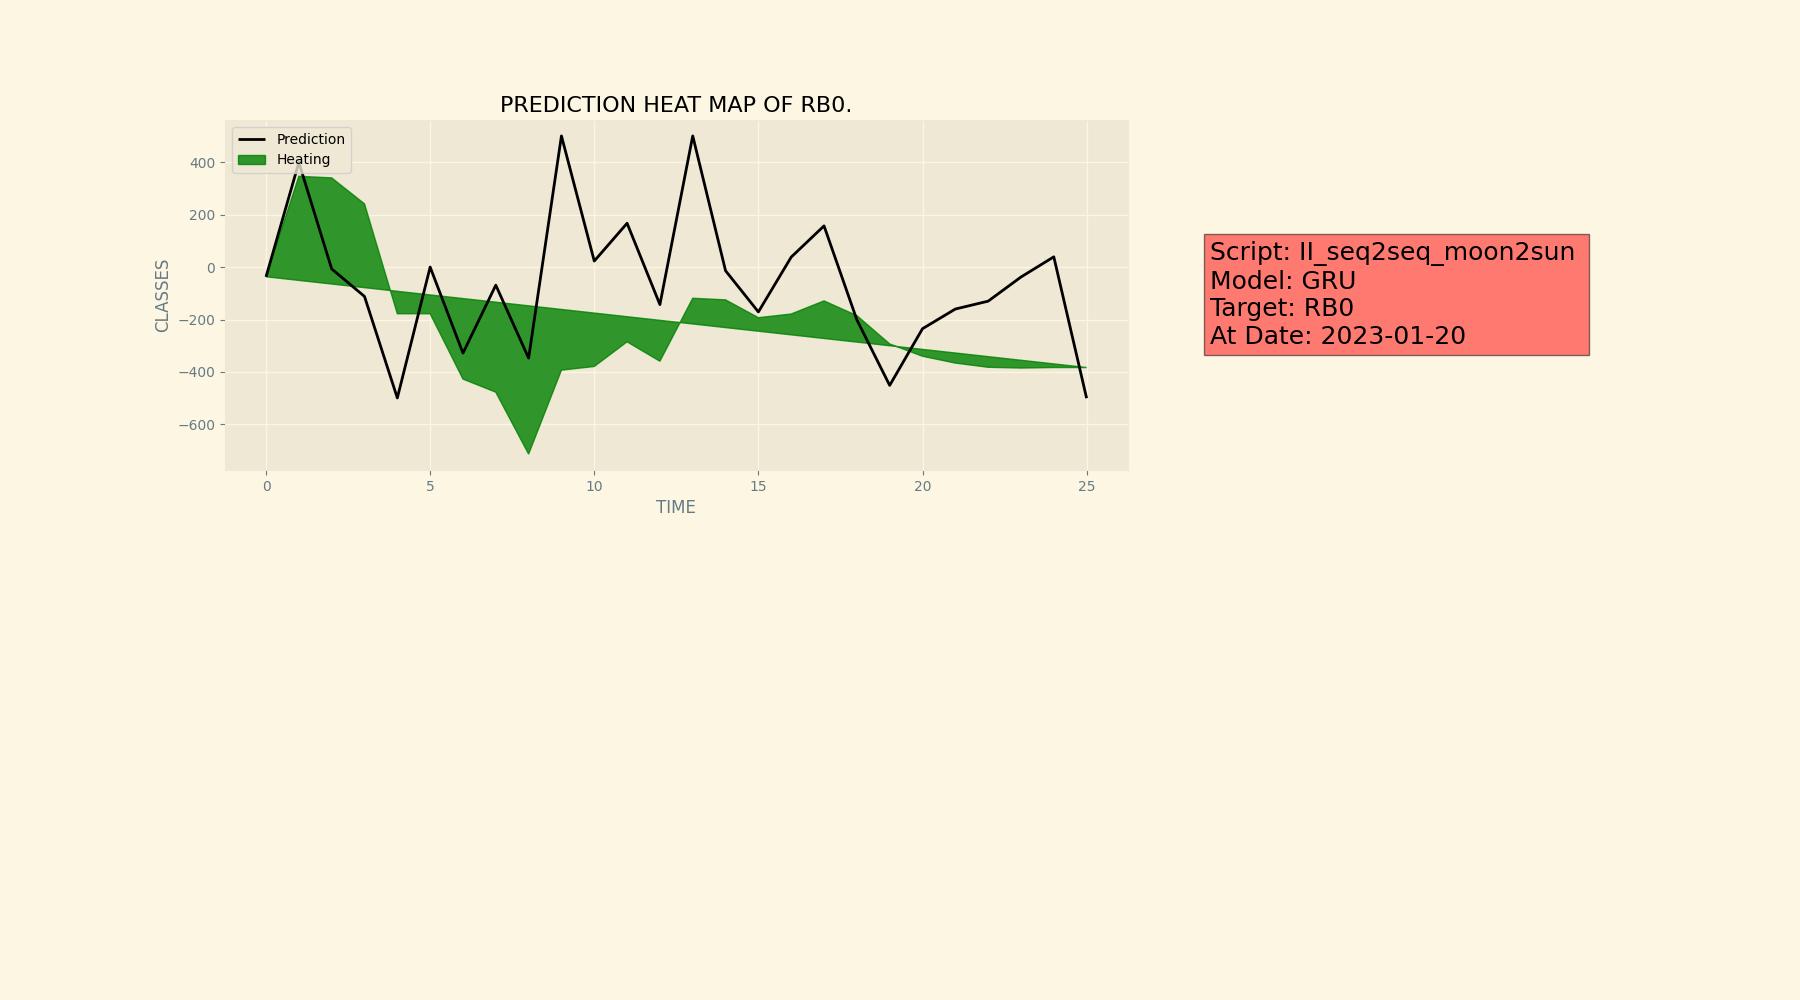 PREDICTION HEAT MAP OF RB0.
Prediction
Heating
400
200
0
−200
−400
−600
CLASSES
0 5 10 15 20 25
TIME
Script: II_seq2seq_moon2sun
Model: GRU
Target: RB0
At Date: 2023-01-20